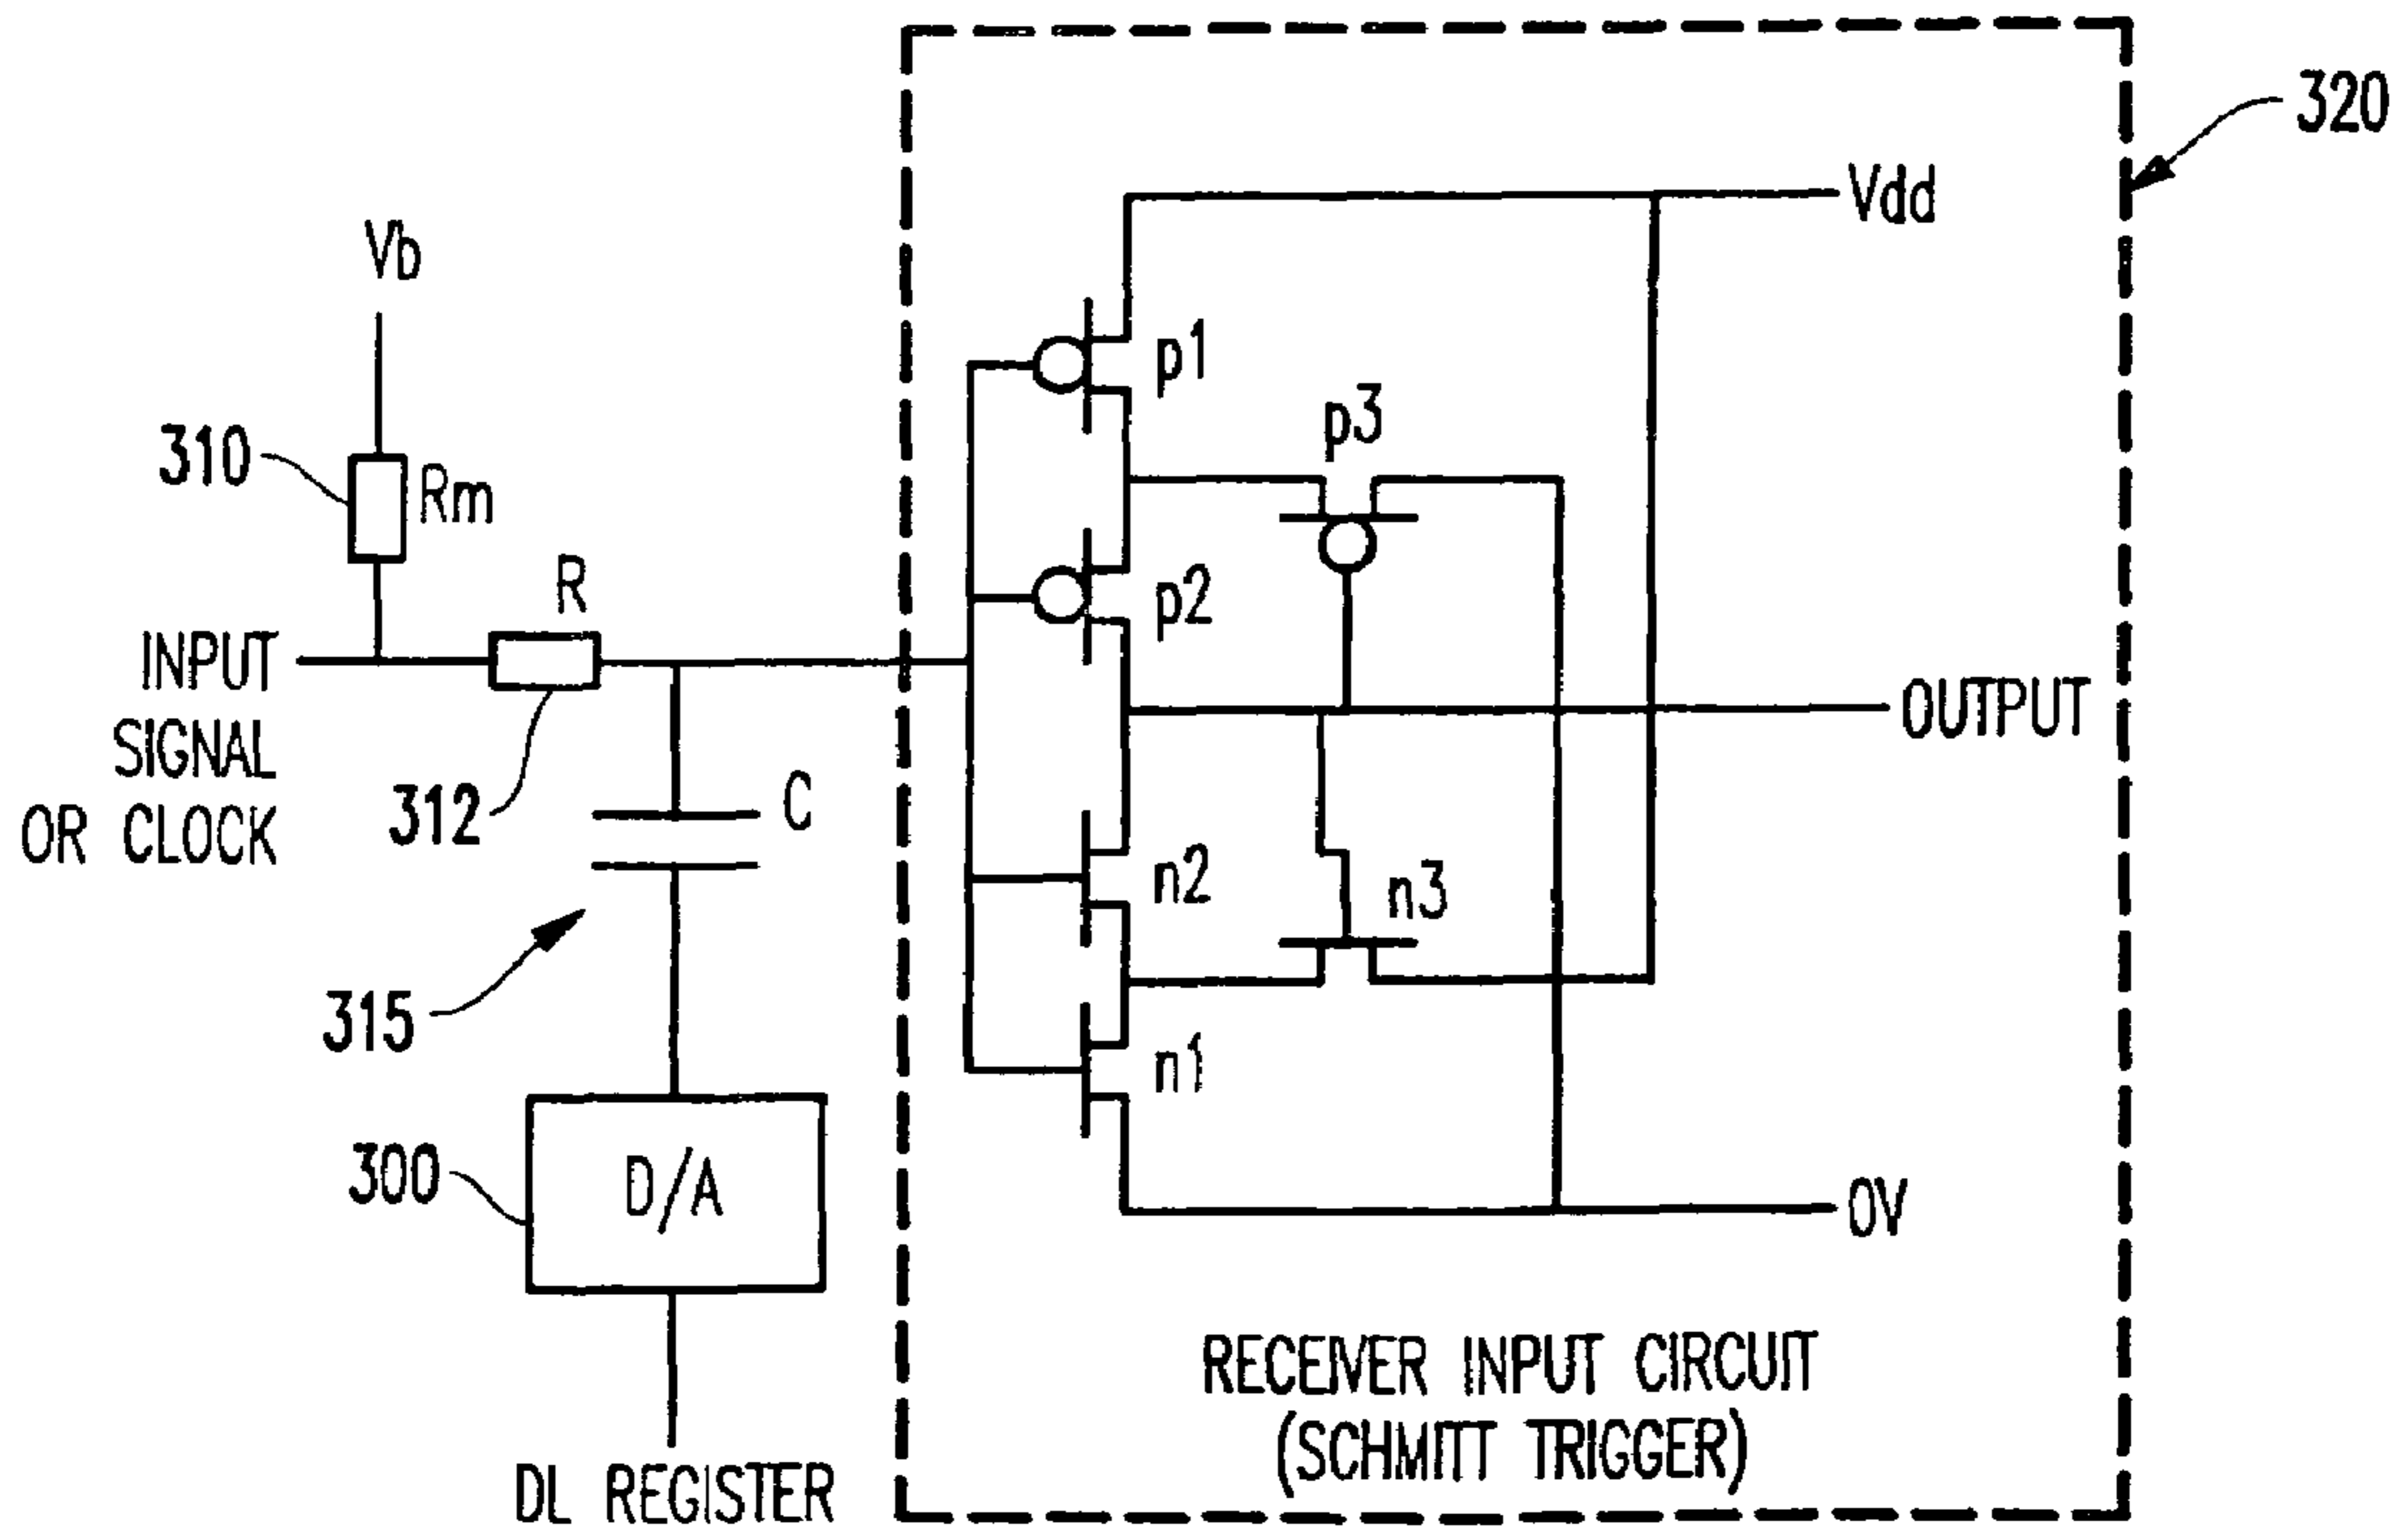 320
Vdd
Vb
p1
p3
310
Rm
R
p2
INPUT
SIGNAL
OR CLOCK
OUTPUT
312
C
n2
n3
315
n1
300
D/A
0V
RECEIVER INPUT CIRCUIT
(SCHMITT TRIGGER)
DL REGISTER